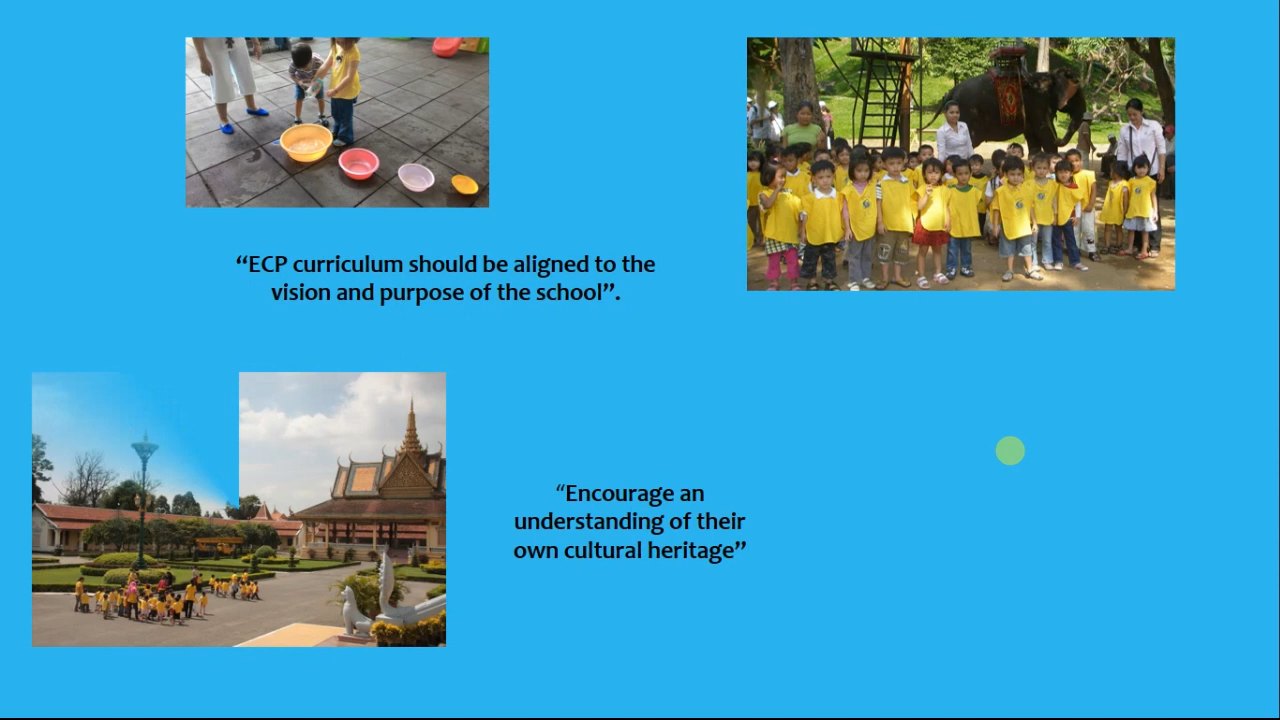 “ECP curriculum should be aligned to the
vision and purpose of the school”.
“Encourage an
understanding of their
own cultural heritage”